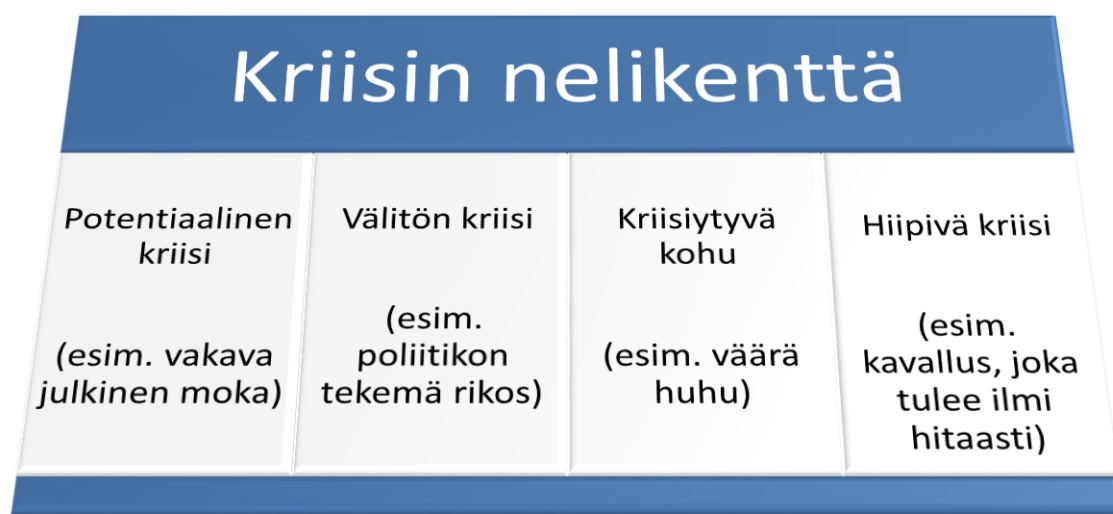 Kriisin nelikenttä
Potentiaalinen
kriisi
(esim. vakava
julkinen moka)
Välitön kriisi
(esim.
poliitikon
tekemä rikos)
Kriisiytyvä
kohu
(esim. väärä
huhu)
Hiipivä kriisi
(esim.
kavallus, joka
tulee ilmi
hitaasti)